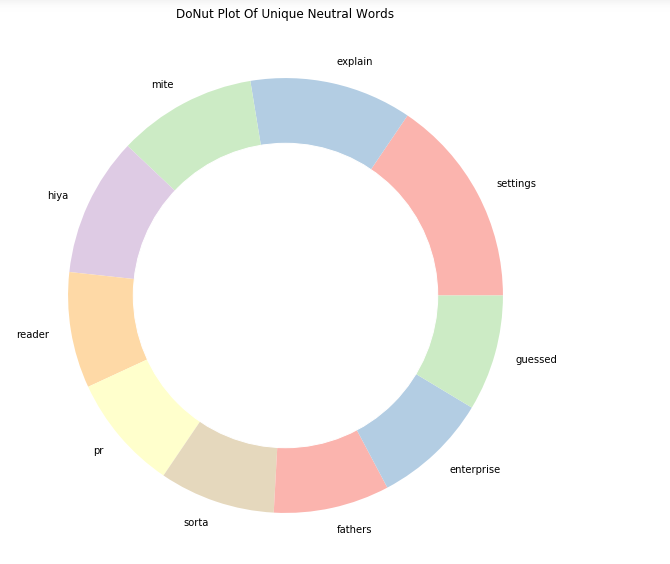 DoNut Plot Of Unique Neutral Words
explain
mite
settings
hiya
reader
guessed
pr
enterprise
sorta
fathers